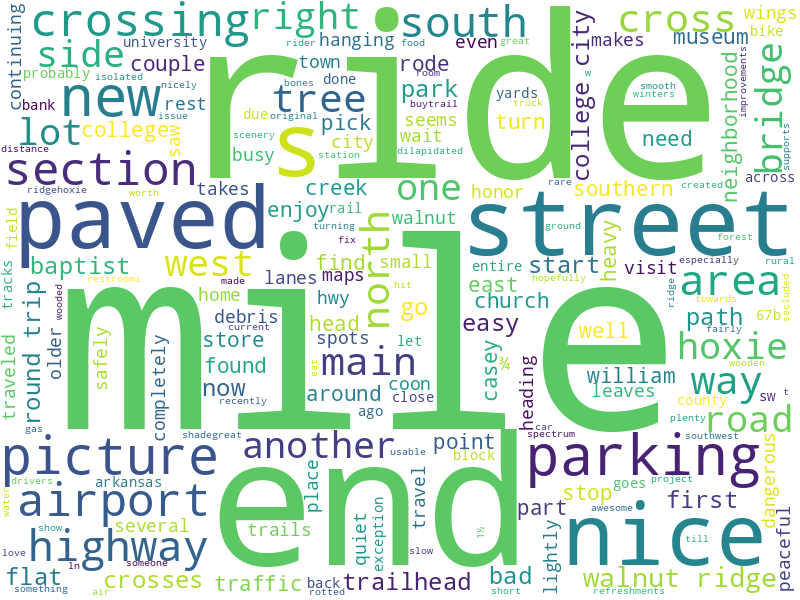 crossing right south cross wings
university hanging makes museum bike
continuing side couple rode even college city
probably isolated rider food great town
ride
new tree park neighborhood bridge
nicely done room
bank rest bones buytrail yards w smooth winters improvements
lot college saw due original pick seems turn need
issue s city wait
distance section busy scenery station dilapidated across supports
ridgehoxie takes creek one honor southern rare created
worth enjoy rail walnut
paved street
field turning north ground forest
tracks baptist west lanes fix find small entire start heavy visit especially rural
restroomi made maps hit east hopefully area
wooded home hwy go church ridge towards secluded
round trip debris head easy path fairly 67b
mile
traveled older safely store current spots let well hoxie
completely found main casey ¾ wooden
now around coon william way
eat close heading leaves county sw t
recently ago car plenty road
gas shadegreat another usable point spectrum southwest
picture end block parking dangerous
drivers arkansas place travel part stop goes project
airport exception first
water several trails quiet 1½ awesome peaceful
show highway slow till
love someone nice
something ln crosses traffic back trailhead bad lightly walnut ridge
flat air rotted short refreshments